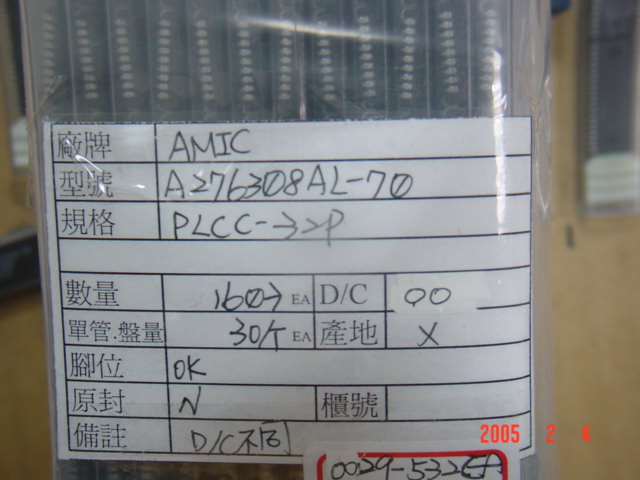 廠牌 AMIC
型號 A276308AL-70
規格 PLCC-32P
數量 1607 EA D/C 00
單管.盤量 30/T EA 產地 X
腳位 OK
原封 N 櫃號
備註 D/C不同
2005 2 4
0029-532EA